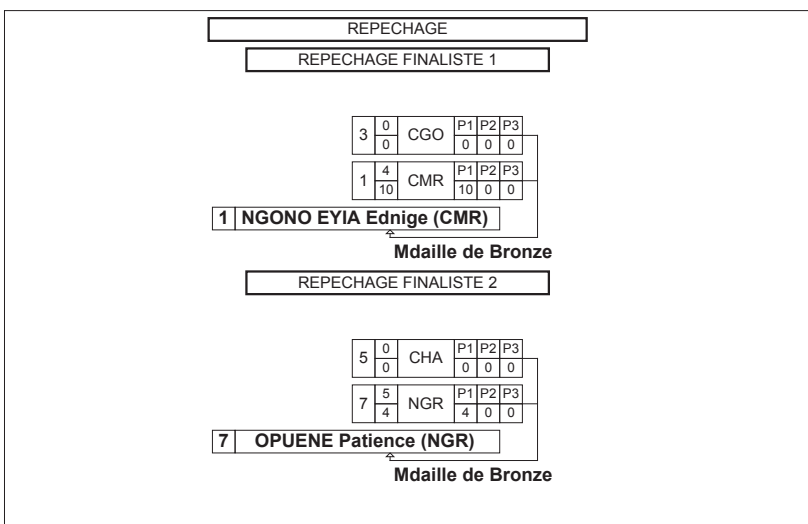 REPECHAGE
REPECHAGE FINALISTE 1
3 0 CGO P1 P2 P3
0 0 0 0
1 4 CMR P1 P2 P3
10 10 0 0
1 NGONO EYIA Ednige (CMR)
Mdaille de Bronze
REPECHAGE FINALISTE 2
5 0 CHA P1 P2 P3
0 0 0 0
7 5 NGR P1 P2 P3
4 4 0 0
7 OPUENE Patience (NGR)
Mdaille de Bronze